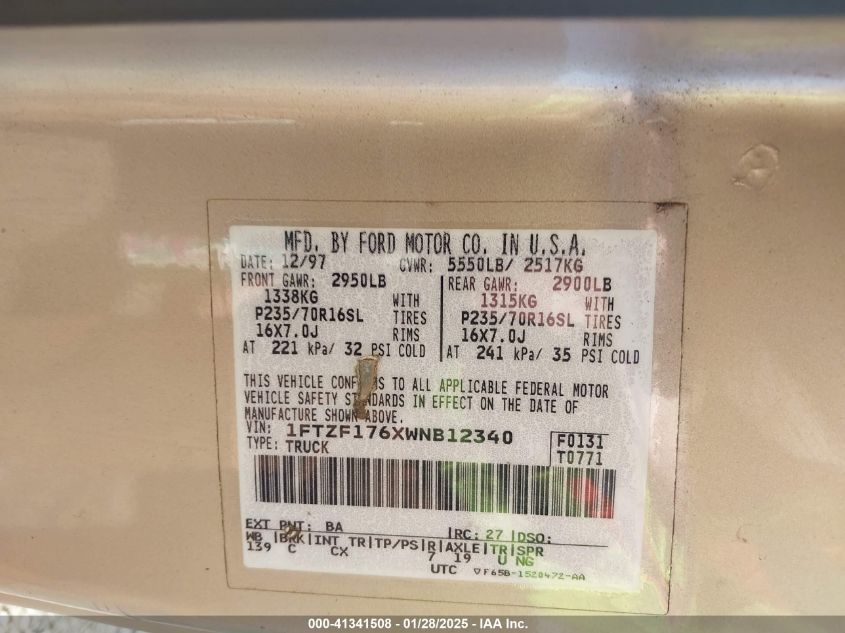 MFD. BY FORD MOTOR CO. IN U.S.A.
DATE: 12/97 GVWR: 5550LB/ 2517KG
FRONT GAWR: 2950LB REAR GAWR: 2900LB
1338KG WITH 1315KG WITH
P235/70R16SL TIRES P235/70R16SL TIRES
16X7.0J RIMS 16X7.0J RIMS
AT 221 kPa/ 32 PSI COLD AT 241 kPa/ 35 PSI COLD
THIS VEHICLE TO ALL APPLICABLE FEDERAL MOTOR
VEHICLE SAFETY IN EFFECT ON THE DATE OF
MANUFACTURE SHOWN ABOVE.
VIN: 1FTZF176XWNB12340 F0131
TYPE: TRUCK T0771
EXT PNT: BA RC: 27 DSO:
WB BRK INT TR TP/PS R AXLE TR SPR
139 C CX 7 19 U NG
UTC ▽F65B-1520472-AA
000-41341508 - 01/28/2025 - IAA Inc.